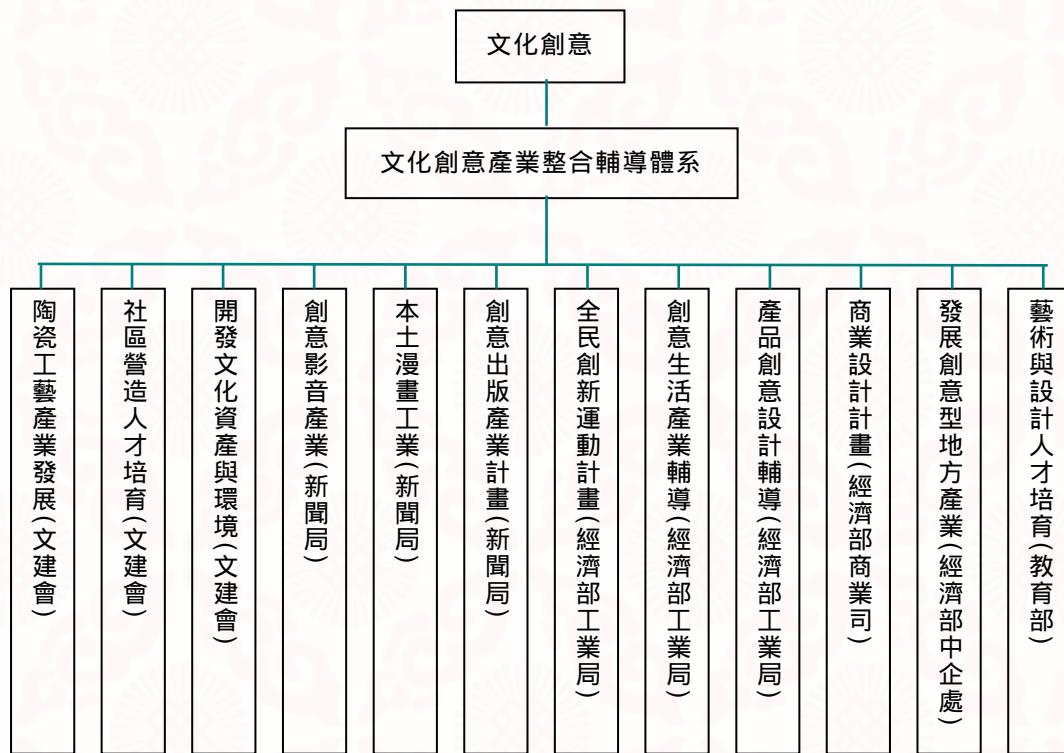 文化創意
文化創意產業整合輔導體系
陶瓷工藝產業發展(文建會)
社區營造人才培育(文建會)
開發文化資產與環境(文建會)
創意影音產業(新聞局)
本土漫畫工業(新聞局)
創意出版產業計畫(新聞局)
全民創新運動計畫(經濟部工業局)
創意生活產業輔導(經濟部工業局)
產品創意設計輔導(經濟部工業局)
商業設計計畫(經濟部商業司)
發展創意型地方產業(經濟部中企處)
藝術與設計人才培育(教育部)